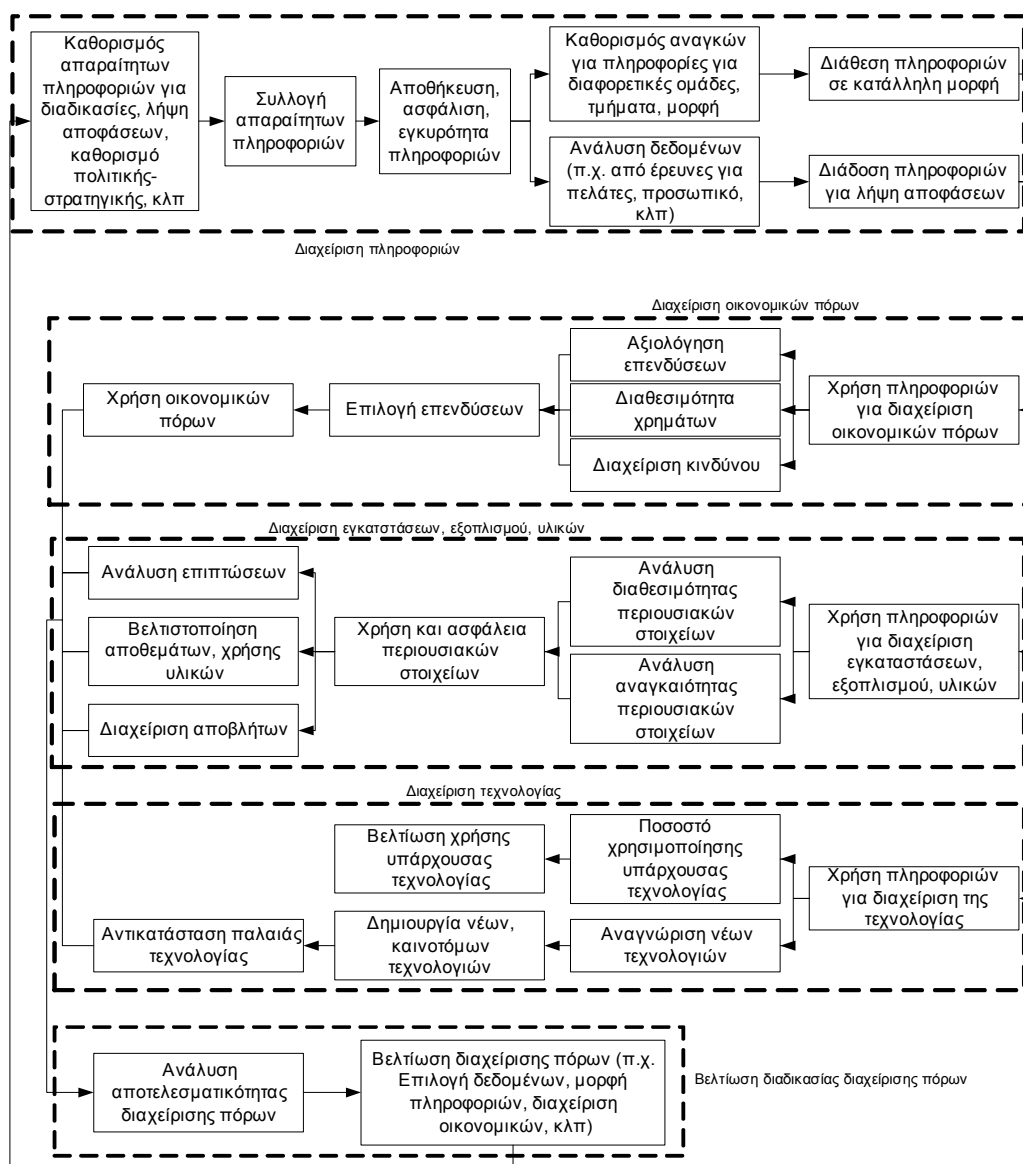 Καθορισμός
απαραίτητων
πληροφοριών για
διαδικασίες, λήψη
αποφάσεων,
καθορισμό
πολιτικής-
στρατηγικής, κλπ
Συλλογή
απαραίτητων
πληροφοριών
Αποθήκευση,
ασφάλιση,
εγκυρότητα
πληροφοριών
Καθορισμός αναγκών
για πληροφορίες για
διαφορετικές ομάδες,
τμήματα, μορφή
Διάθεση πληροφοριών
σε κατάλληλη μορφή
Ανάλυση δεδομένων
(π.χ. από έρευνες για
πελάτες, προσωπικό,
κλπ)
Διάδοση πληροφοριών
για λήψη αποφάσεων
Διαχείριση πληροφοριών
Διαχείριση οικονομικών πόρων
Χρήση πληροφοριών
για διαχείριση
οικονομικών πόρων
Αξιολόγηση
επενδύσεων
Διαθεσιμότητα
χρημάτων
Διαχείριση κινδύνου
Επιλογή επενδύσεων
Χρήση οικονομικών
πόρων
Διαχείριση εγκατστάσεων, εξοπλισμού, υλικών
Χρήση πληροφοριών
για διαχείριση
εγκαταστάσεων,
εξοπλισμού, υλικών
Ανάλυση
διαθεσιμότητας
περιουσιακών
στοιχείων
Ανάλυση
αναγκαιότητας
περιουσιακών
στοιχείων
Χρήση και ασφάλεια
περιουσιακών
στοιχείων
Ανάλυση επιπτώσεων
Βελτιστοποίηση
αποθεμάτων, χρήσης
υλικών
Διαχείριση αποβλήτων
Διαχείριση τεχνολογίας
Χρήση πληροφοριών
για διαχείριση της
τεχνολογίας
Ποσοστό
χρησιμοποίησης
υπάρχουσας
τεχνολογίας
Βελτίωση χρήσης
υπάρχουσας
τεχνολογίας
Αναγνώριση νέων
τεχνολογιών
Δημιουργία νέων,
καινοτόμων
τεχνολογιών
Αντικατάσταση παλαιάς
τεχνολογίας
Ανάλυση
αποτελεσματικότητας
διαχείρισης πόρων
Βελτίωση διαχείρισης πόρων (π.χ.
Επιλογή δεδομένων, μορφή
πληροφοριών, διαχείριση
οικονομικών, κλπ)
Βελτίωση διαδικασίας διαχείρισης πόρων